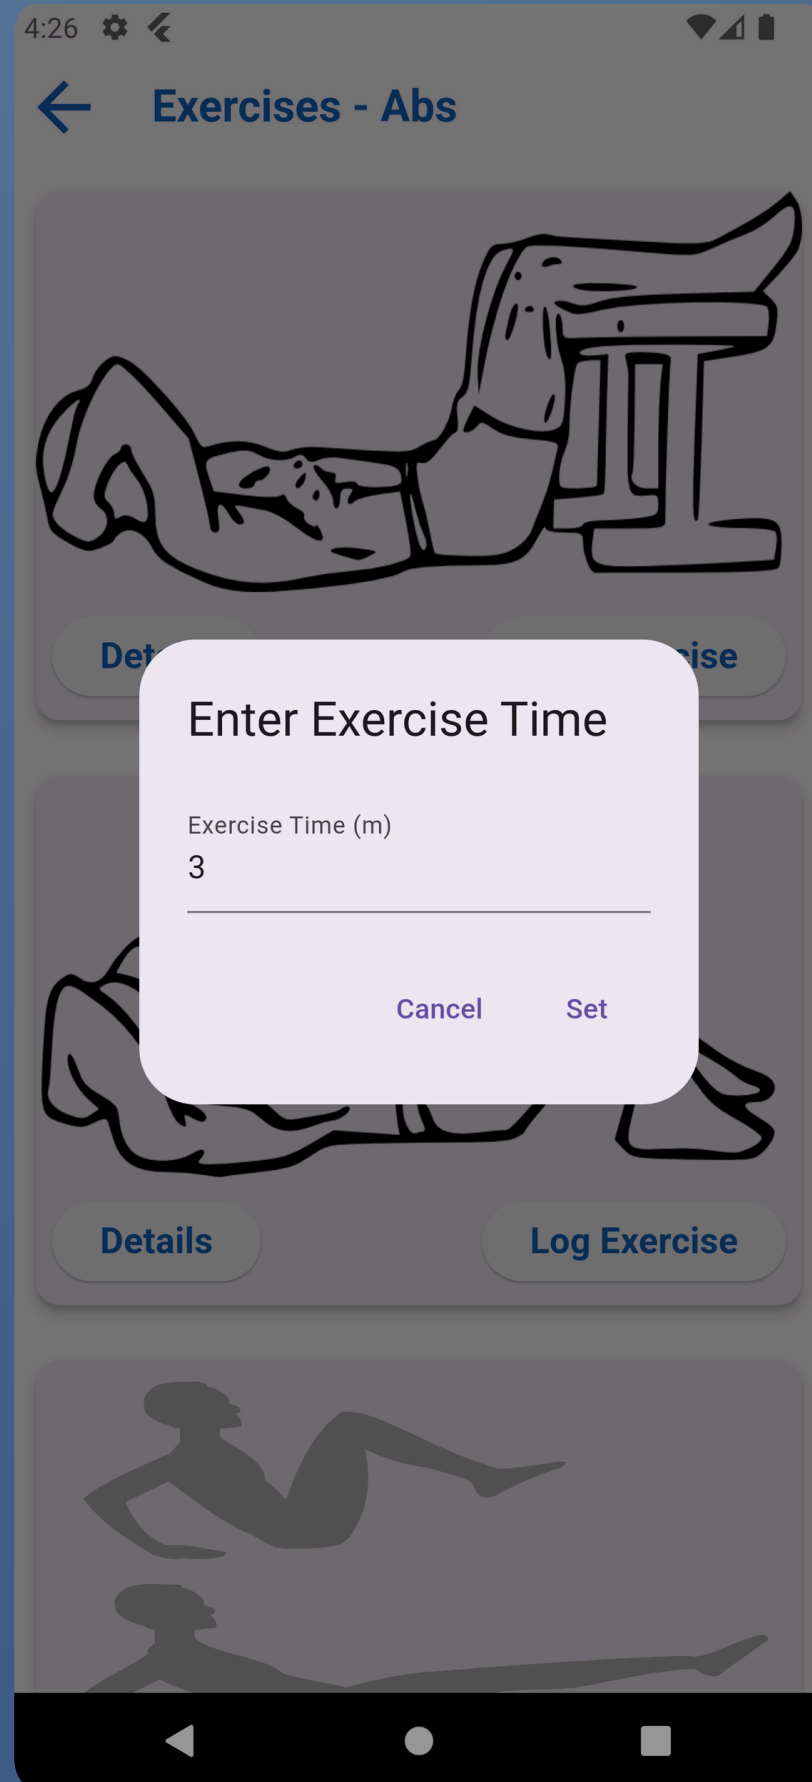 4:26
Exercises - Abs
Enter Exercise Time
Exercise Time (m)
3
Cancel Set
Details Log Exercise